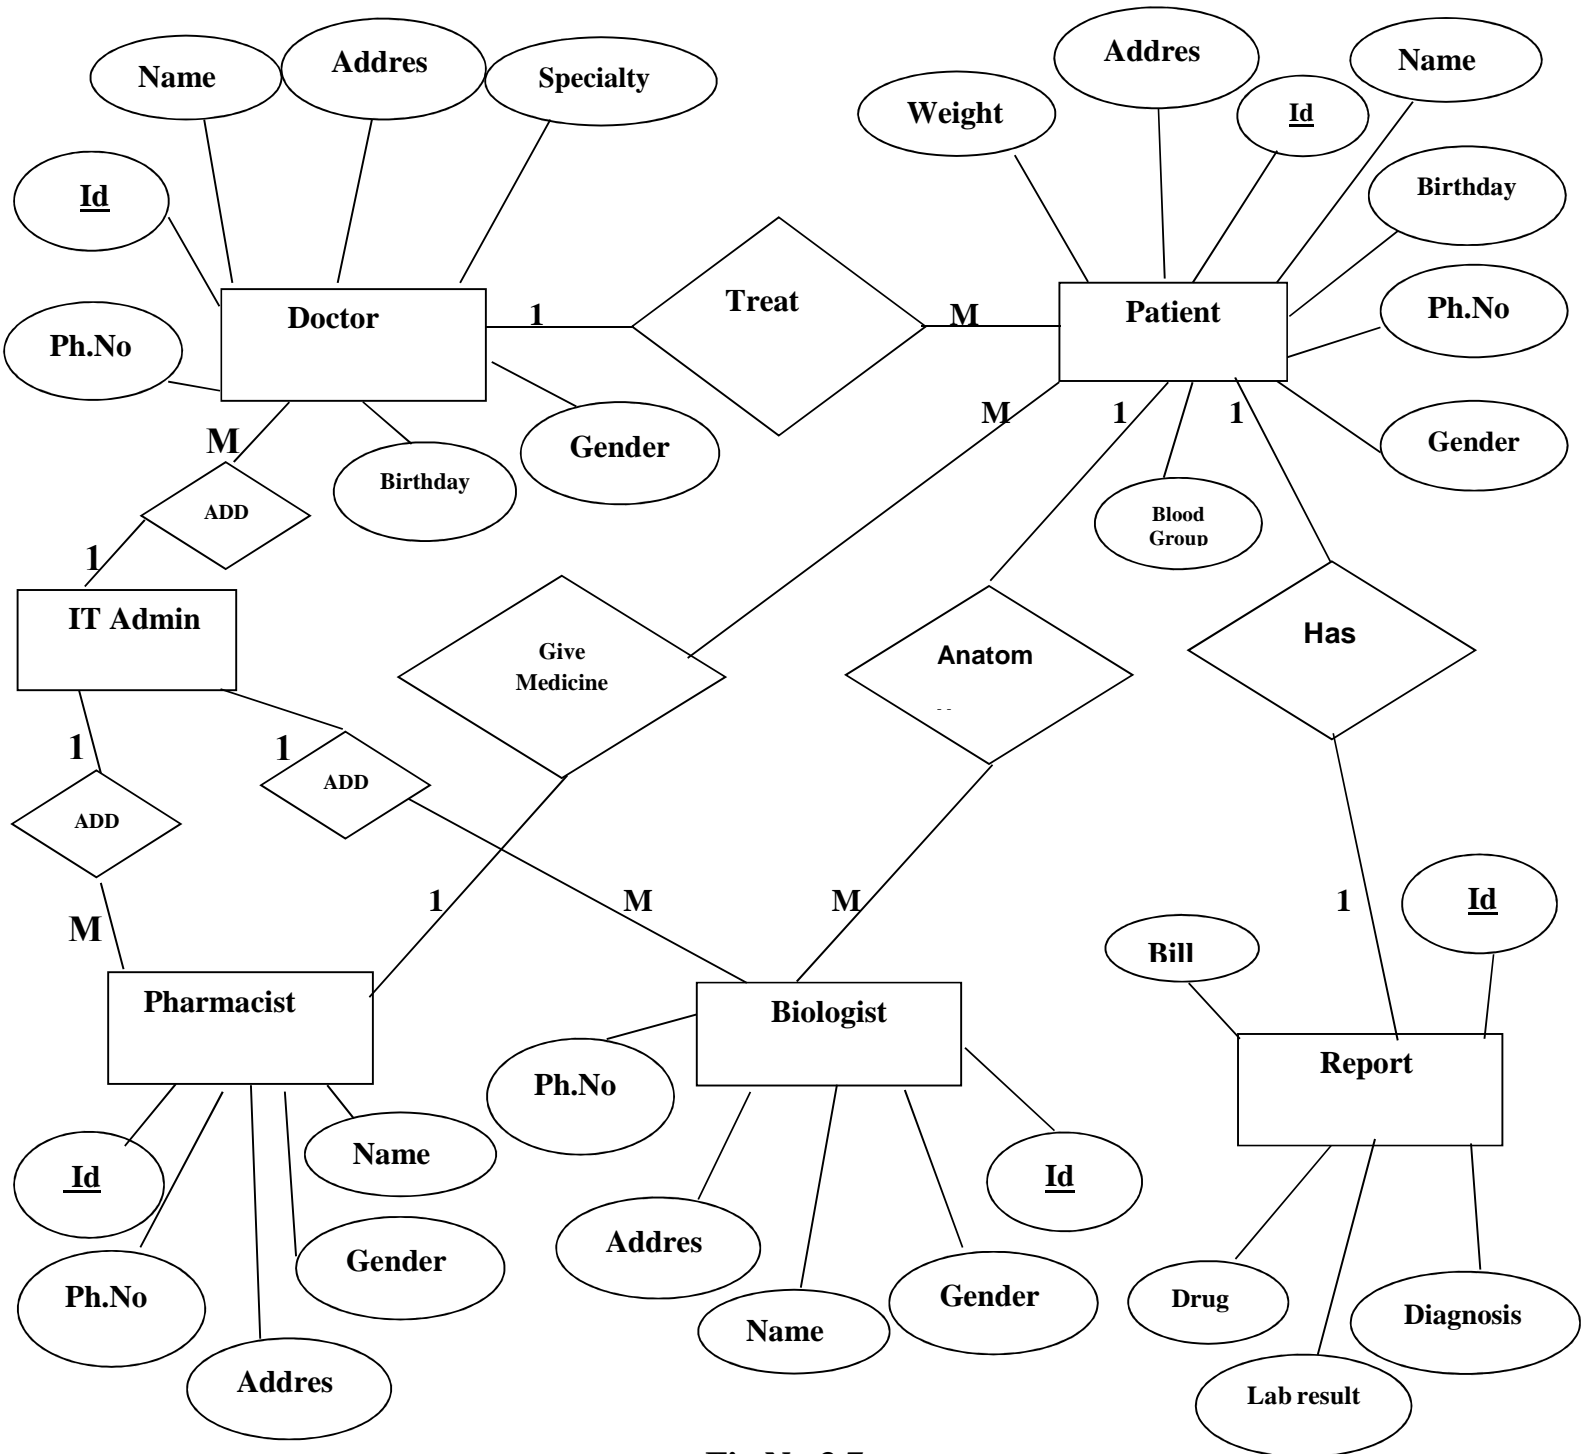 Name
Addres
Specialty
Weight
Addres
Id
Name
Id
Birthday
Doctor
1
Treat
M
Patient
Ph.No
Ph.No
M
M
1
1
Gender
Gender
Birthday
ADD
Blood
Group
1
IT Admin
Give
Medicine
Anatom
Has
1
1
ADD
ADD
1
M
M
1
Id
M
Bill
Pharmacist
Biologist
Report
Ph.No
Name
Id
Id
Addres
Gender
Gender
Ph.No
Name
Drug
Diagnosis
Addres
Lab result